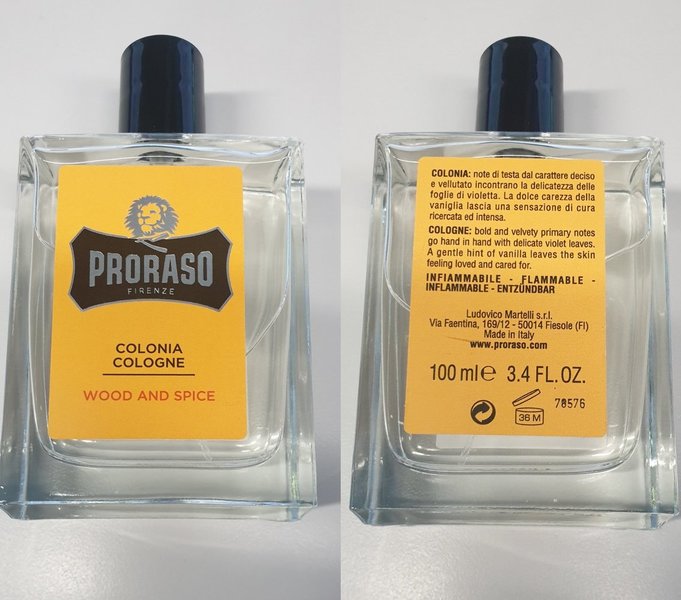 PRORASO
FIRENZE
COLONIA
COLOGNE
WOOD AND SPICE
COLONIA: note di testa dal carattere deciso
e vellutato incontrano la delicatezza delle
foglie di violetta. La dolce carezza della
vaniglia lascia una sensazione di cura
ricercata ed intensa.
COLOGNE: bold and velvety primary notes
go hand in hand with delicate violet leaves.
A gentle hint of vanilla leaves the skin
feeling loved and cared for.
INFIAMMABILE - FLAMMABLE -
INFLAMMABLE - ENTZÜNDBAR
Ludovico Martelli s.r.l.
Via Faentina, 169/12 - 50014 Fiesole (FI)
Made in Italy
www.proraso.com
100 ml℮ 3.4 FL.OZ.
36 M
78576